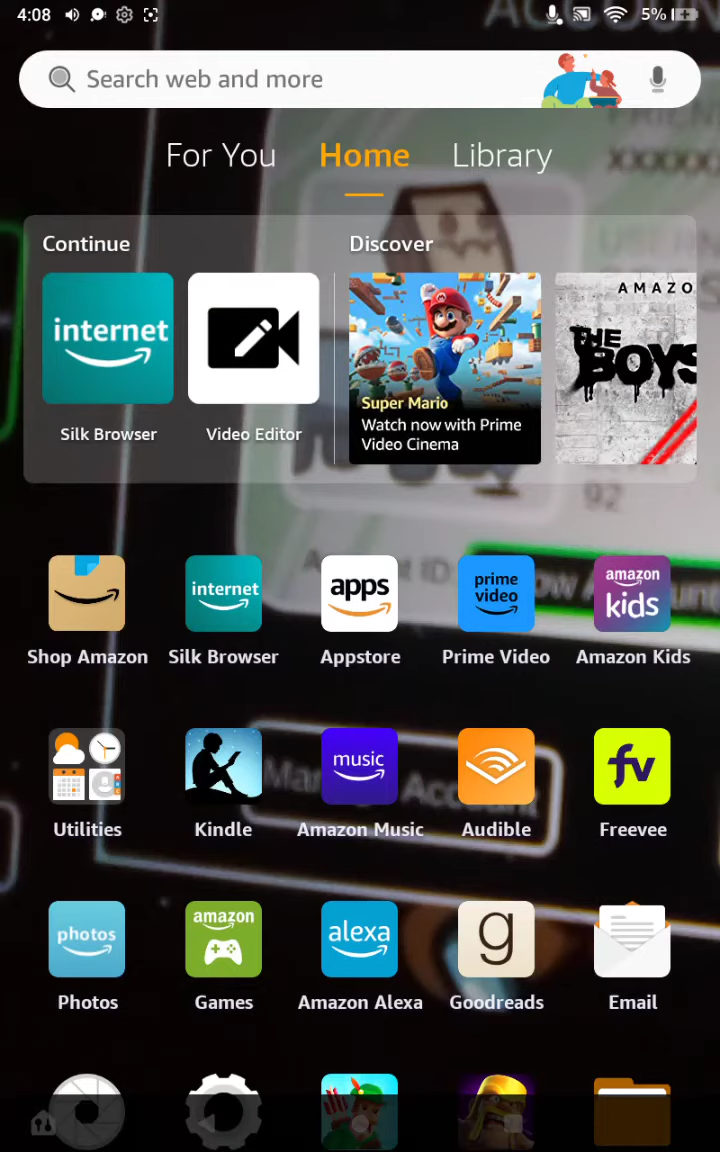 4:08
5%
ACCOUN
Search web and more
For You Home Library
Continue
Discover
internet
Super Mario
Watch now with Prime
Video Cinema
AMAZO
THE
BOYS
Silk Browser
Video Editor
92
internet
apps
prime
video
amazon
kids
Shop Amazon
Silk Browser
Appstore
Prime Video
Amazon Kids
music
fv
Utilities
Kindle
Amazon Music
Audible
Freevee
photos
amazon
alexa
g
Photos
Games
Amazon Alexa
Goodreads
Email